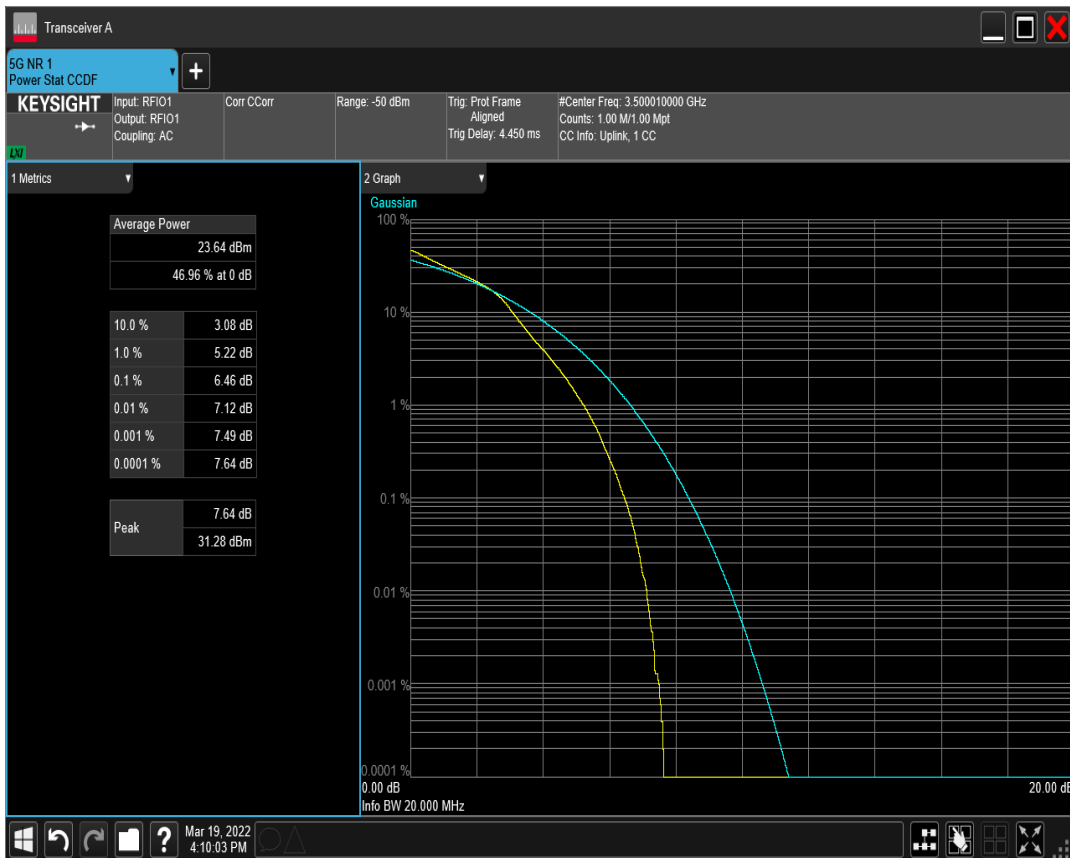 Transceiver A
5G NR 1
Power Stat CCDF
KEYSIGHT
LXI
Input: RFIO1
Output: RFIO1
Coupling: AC
Corr CCorr
Range: -50 dBm
Trig: Prot Frame
Aligned
Trig Delay: 4.450 ms
#Center Freq: 3.500010000 GHz
Counts: 1.00 M/1.00 Mpt
CC Info: Uplink, 1 CC
1 Metrics
Average Power
23.64 dBm
46.96 % at 0 dB
10.0 % 3.08 dB
1.0 % 5.22 dB
0.1 % 6.46 dB
0.01 % 7.12 dB
0.001 % 7.49 dB
0.0001 % 7.64 dB
Peak 7.64 dB
31.28 dBm
2 Graph
Gaussian
100 %
10 %
1 %
0.1 %
0.01 %
0.001 %
0.0001 %
0.00 dB 20.00 dB
Info BW 20.000 MHz
? Mar 19, 2022
4:10:03 PM